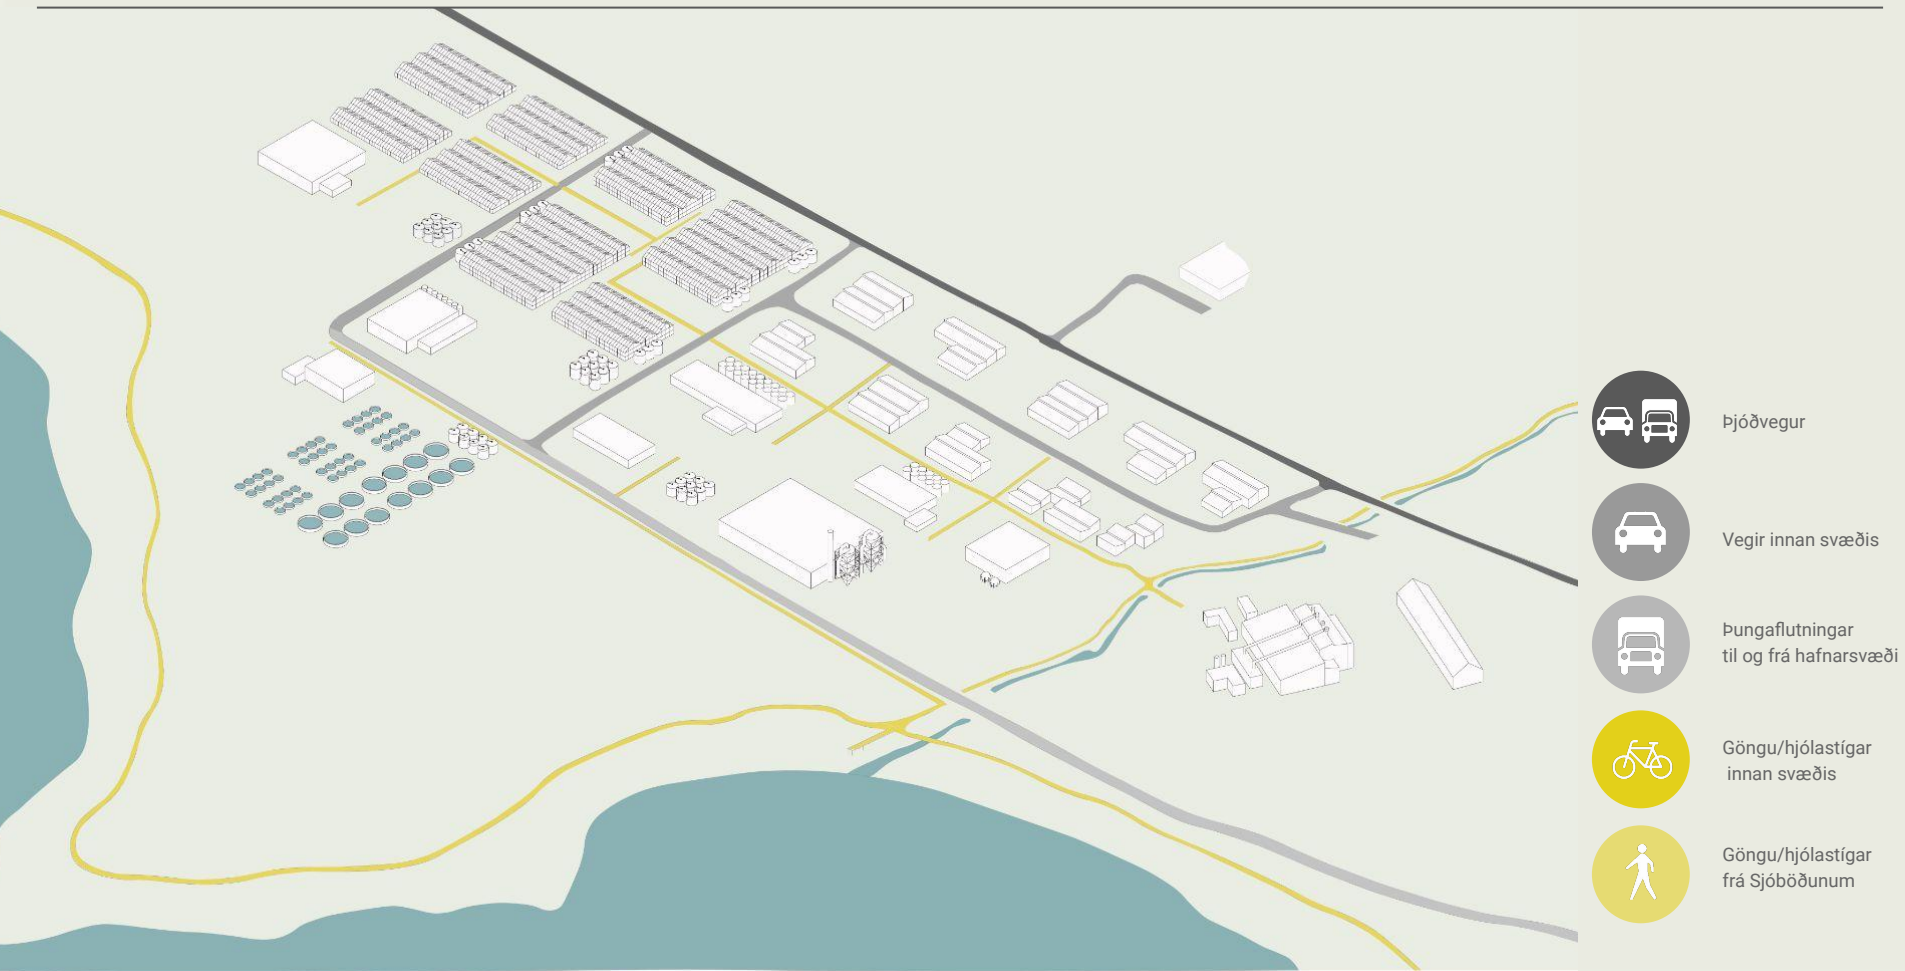 Þjóðvegur
Vegir innan svæðis
Þungaflutningar
til og frá hafnarsvæði
Göngu/hjólastígar
innan svæðis
Göngu/hjólastígar
frá Sjóböðunum